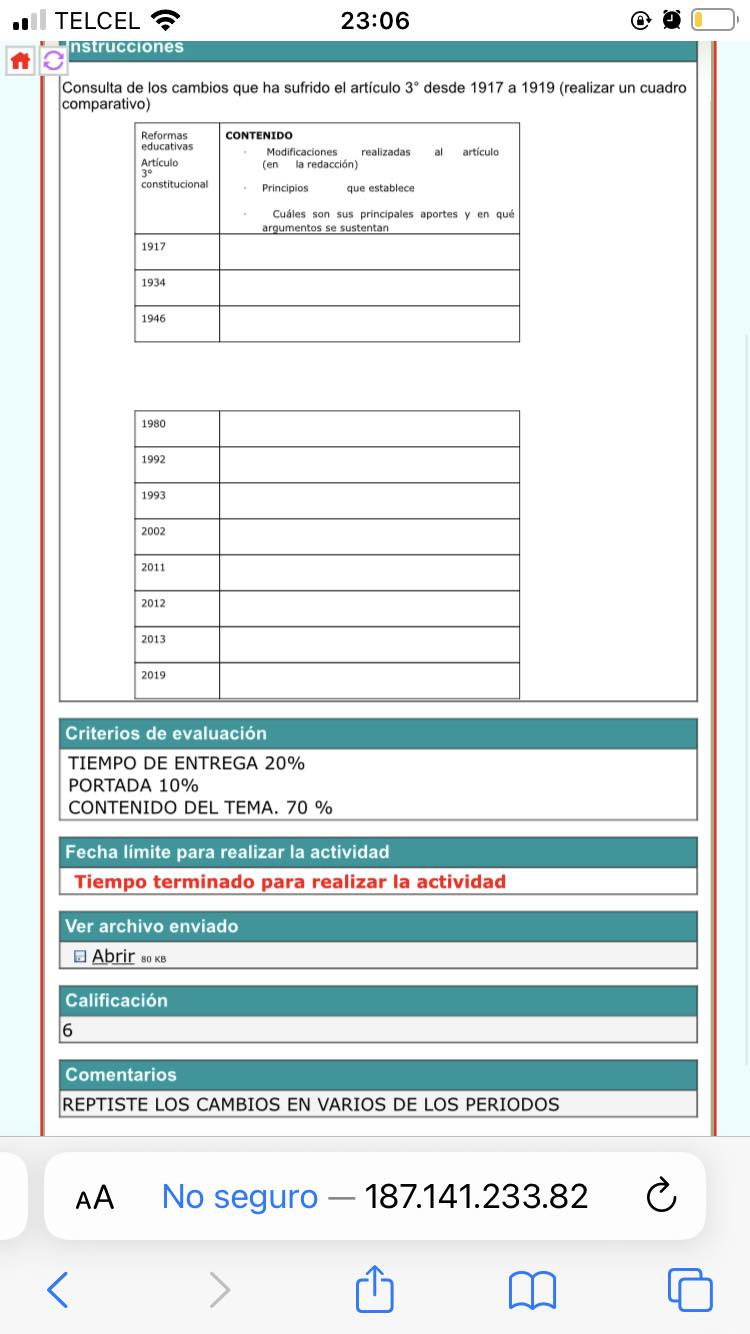 TELCEL 23:06
nstrucciones
Consulta de los cambios que ha sufrido el artículo 3° desde 1917 a 1919 (realizar un cuadro
comparativo)
Reformas
educativas
Artículo
3º
constitucional
CONTENIDO
· Modificaciones realizadas al artículo
(en la redacción)
· Principios que establece
· Cuáles son sus principales aportes y en qué
argumentos se sustentan
1917
1934
1946
1980
1992
1993
2002
2011
2012
2013
2019
Criterios de evaluación
TIEMPO DE ENTREGA 20%
PORTADA 10%
CONTENIDO DEL TEMA. 70 %
Fecha límite para realizar la actividad
Tiempo terminado para realizar la actividad
Ver archivo enviado
Abrir 80 KB
Calificación
6
Comentarios
REPTISTE LOS CAMBIOS EN VARIOS DE LOS PERIODOS
AA No seguro — 187.141.233.82